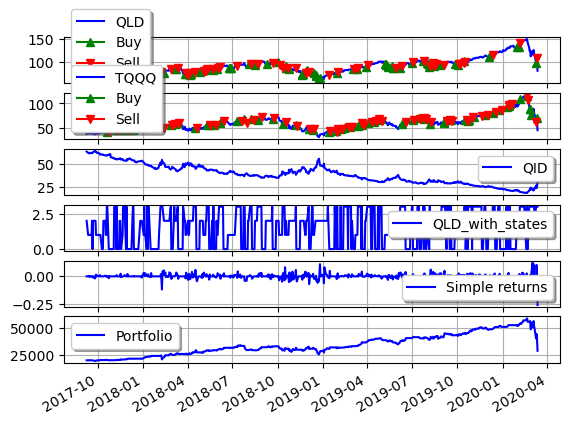 QLD
Buy
Sell
150
100
TQQQ
Buy
Sell
100
50
QID
50
25
QLD_with_states
2.5
0.0
Simple returns
0.00
−0.25
Portfolio
50000
25000
2017-10
2018-01
2018-04
2018-07
2018-10
2019-01
2019-04
2019-07
2019-10
2020-01
2020-04